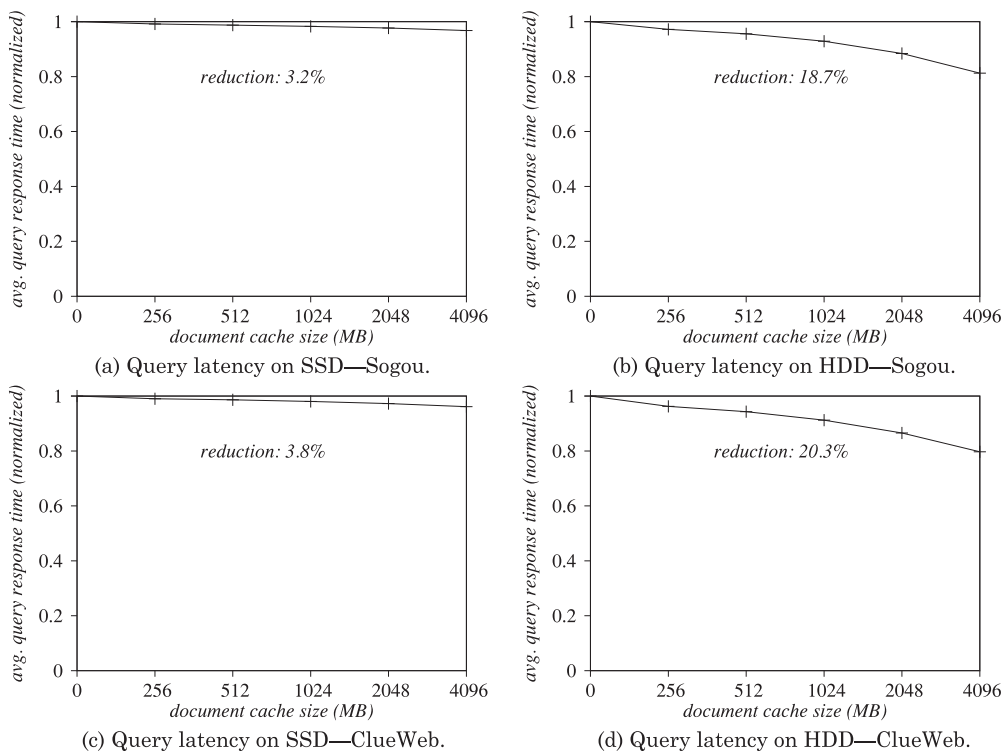 avg. query response time (normalized)
1
0.8
0.6
0.4
0.2
0
reduction: 3.2%
0 256 512 1024 2048 4096
document cache size (MB)
(a) Query latency on SSD—Sogou.
avg. query response time (normalized)
1
0.8
0.6
0.4
0.2
0
reduction: 18.7%
0 256 512 1024 2048 4096
document cache size (MB)
(b) Query latency on HDD—Sogou.
avg. query response time (normalized)
1
0.8
0.6
0.4
0.2
0
reduction: 3.8%
0 256 512 1024 2048 4096
document cache size (MB)
(c) Query latency on SSD—ClueWeb.
avg. query response time (normalized)
1
0.8
0.6
0.4
0.2
0
reduction: 20.3%
0 256 512 1024 2048 4096
document cache size (MB)
(d) Query latency on HDD—ClueWeb.